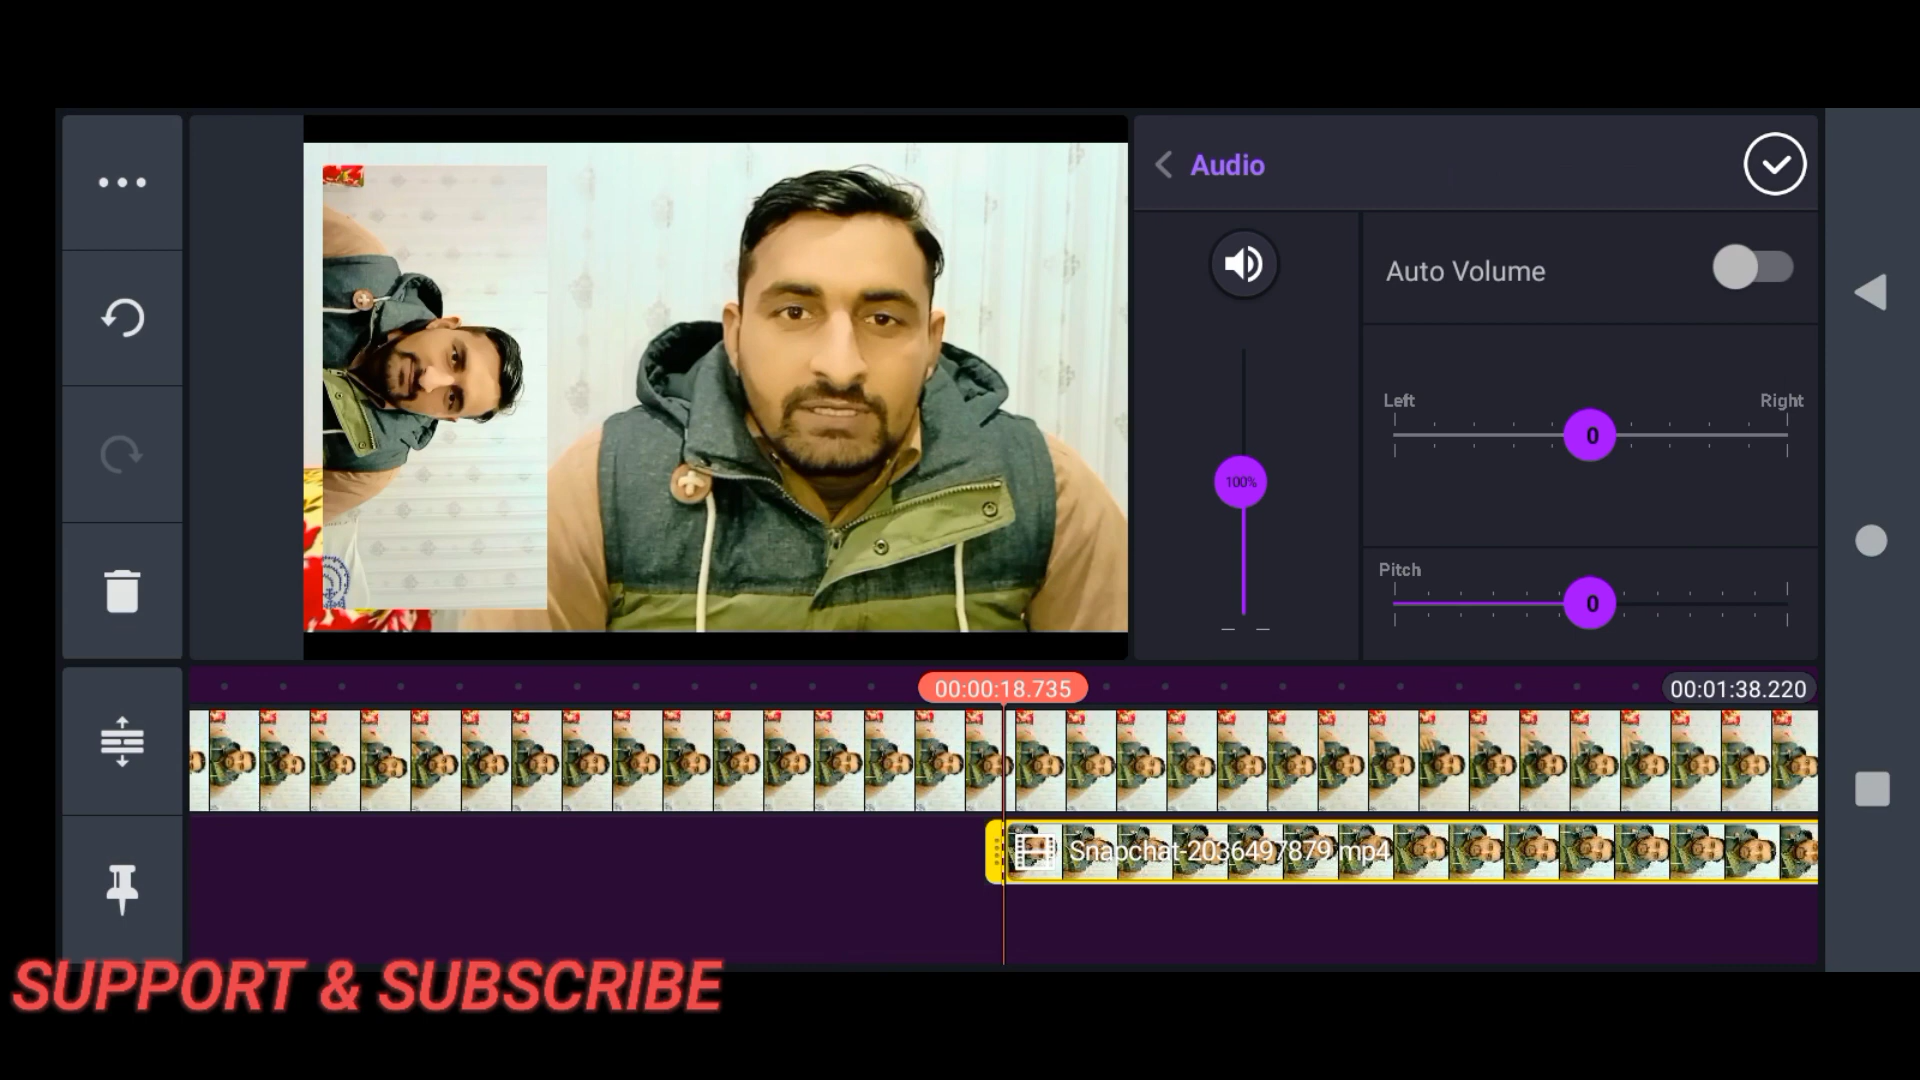 Audio
Auto Volume
Left
Right
0
100%
Pitch
0
00:00:18.735
00:01:38.220
Snapchat-2036497879.mp4
SUPPORT & SUBSCRIBE